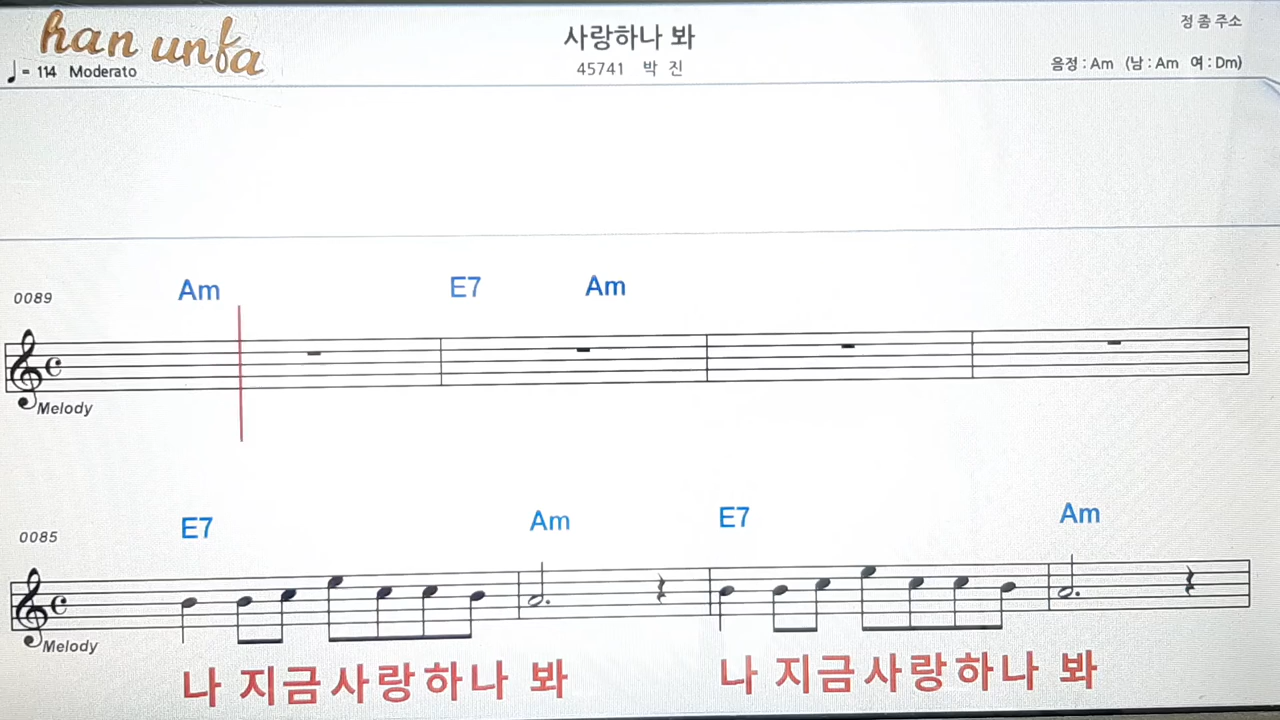 han unta
♩= 114 Moderato
사랑하나 봐
45741 박 진
정 종 주소
음정 : Am (남 : Am 여 : Dm)
0089
Am E7 Am
Melody
0085
E7 Am E7 Am
Melody
나 지금사랑하나 봐 나 지금사랑하나 봐